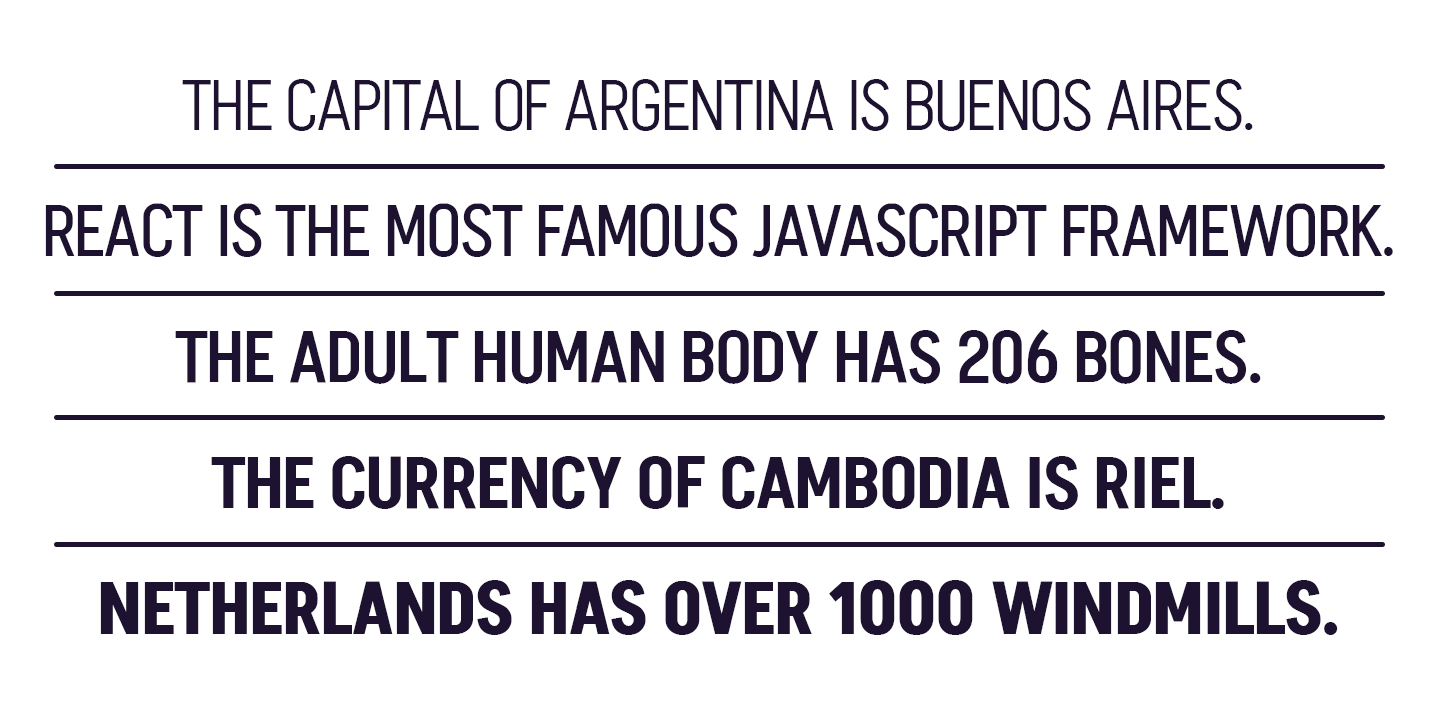 THE CAPITAL OF ARGENTINA IS BUENOS AIRES.
REACT IS THE MOST FAMOUS JAVASCRIPT FRAMEWORK.
THE ADULT HUMAN BODY HAS 206 BONES.
THE CURRENCY OF CAMBODIA IS RIEL.
NETHERLANDS HAS OVER 1000 WINDMILLS.